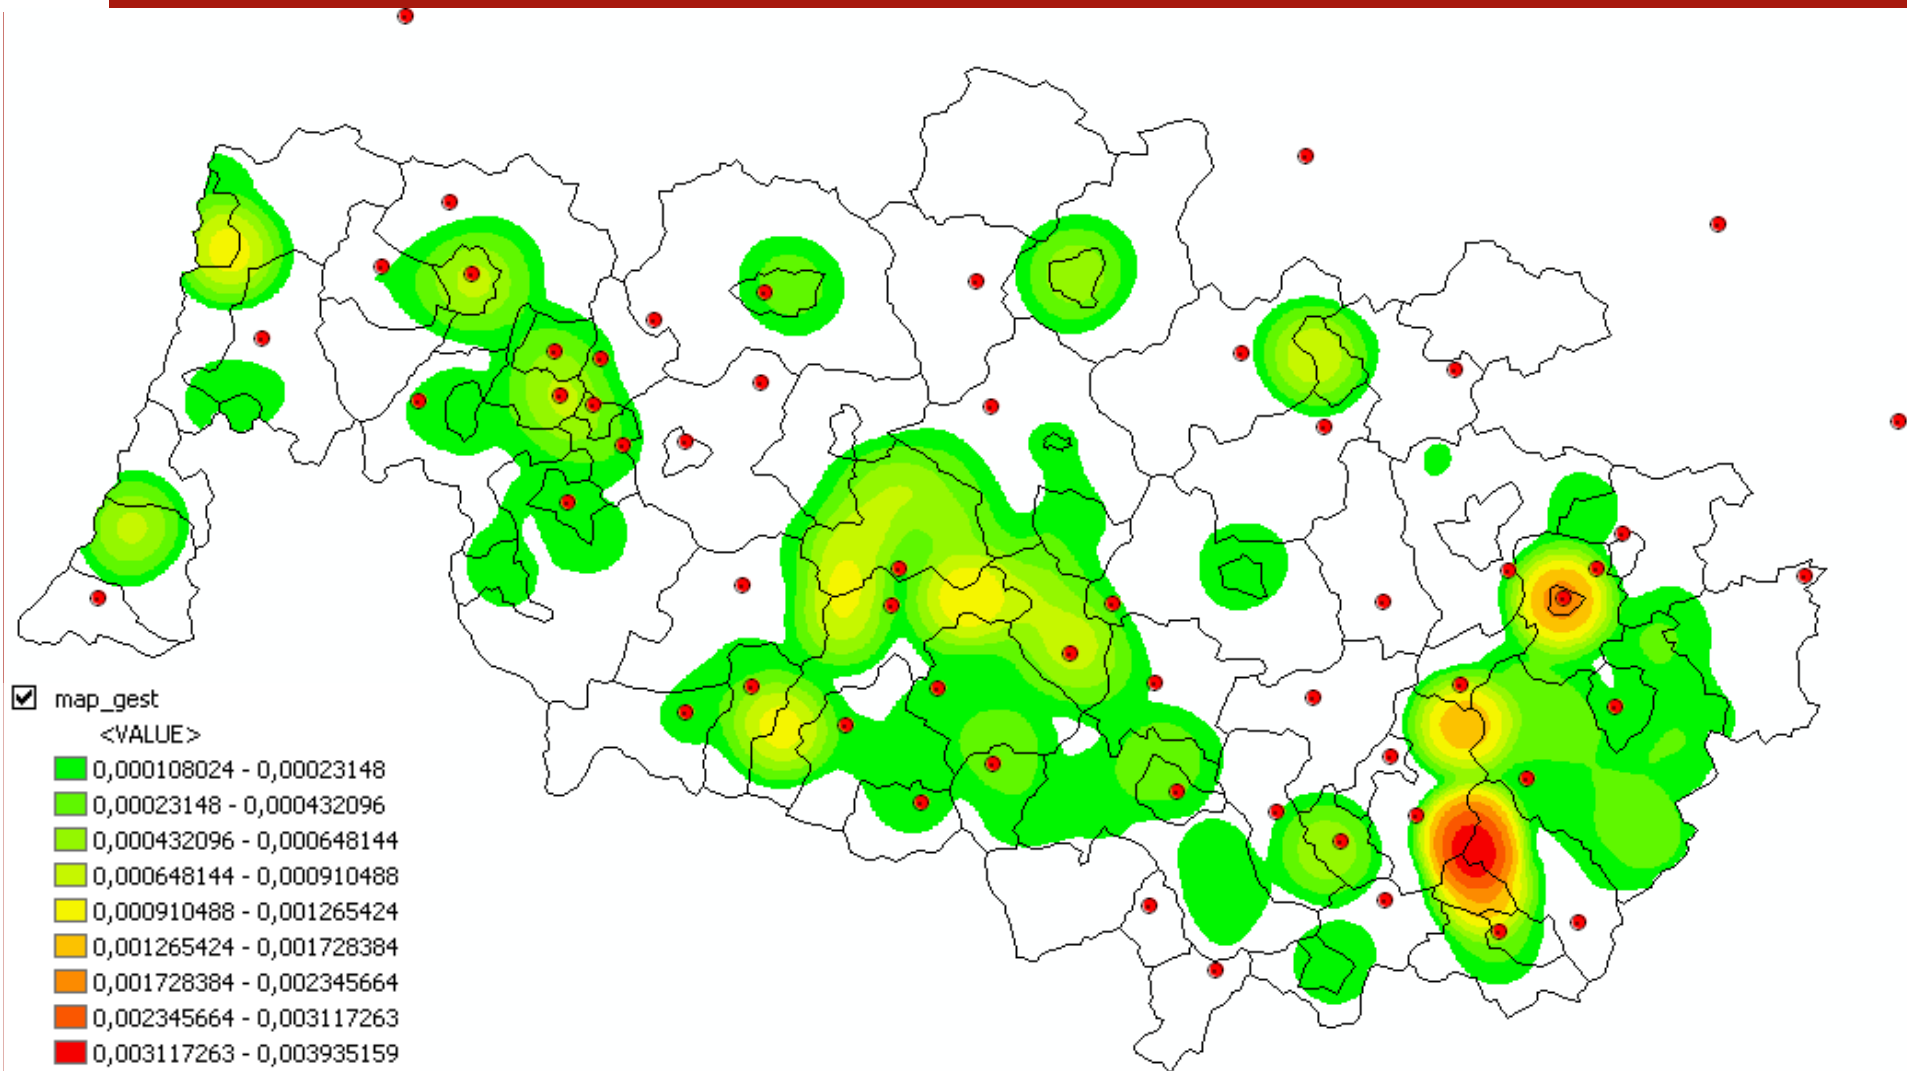 map_gest
<VALUE>
0,000108024 - 0,00023148
0,00023148 - 0,000432096
0,000432096 - 0,000648144
0,000648144 - 0,000910488
0,000910488 - 0,001265424
0,001265424 - 0,001728384
0,001728384 - 0,002345664
0,002345664 - 0,003117263
0,003117263 - 0,003935159